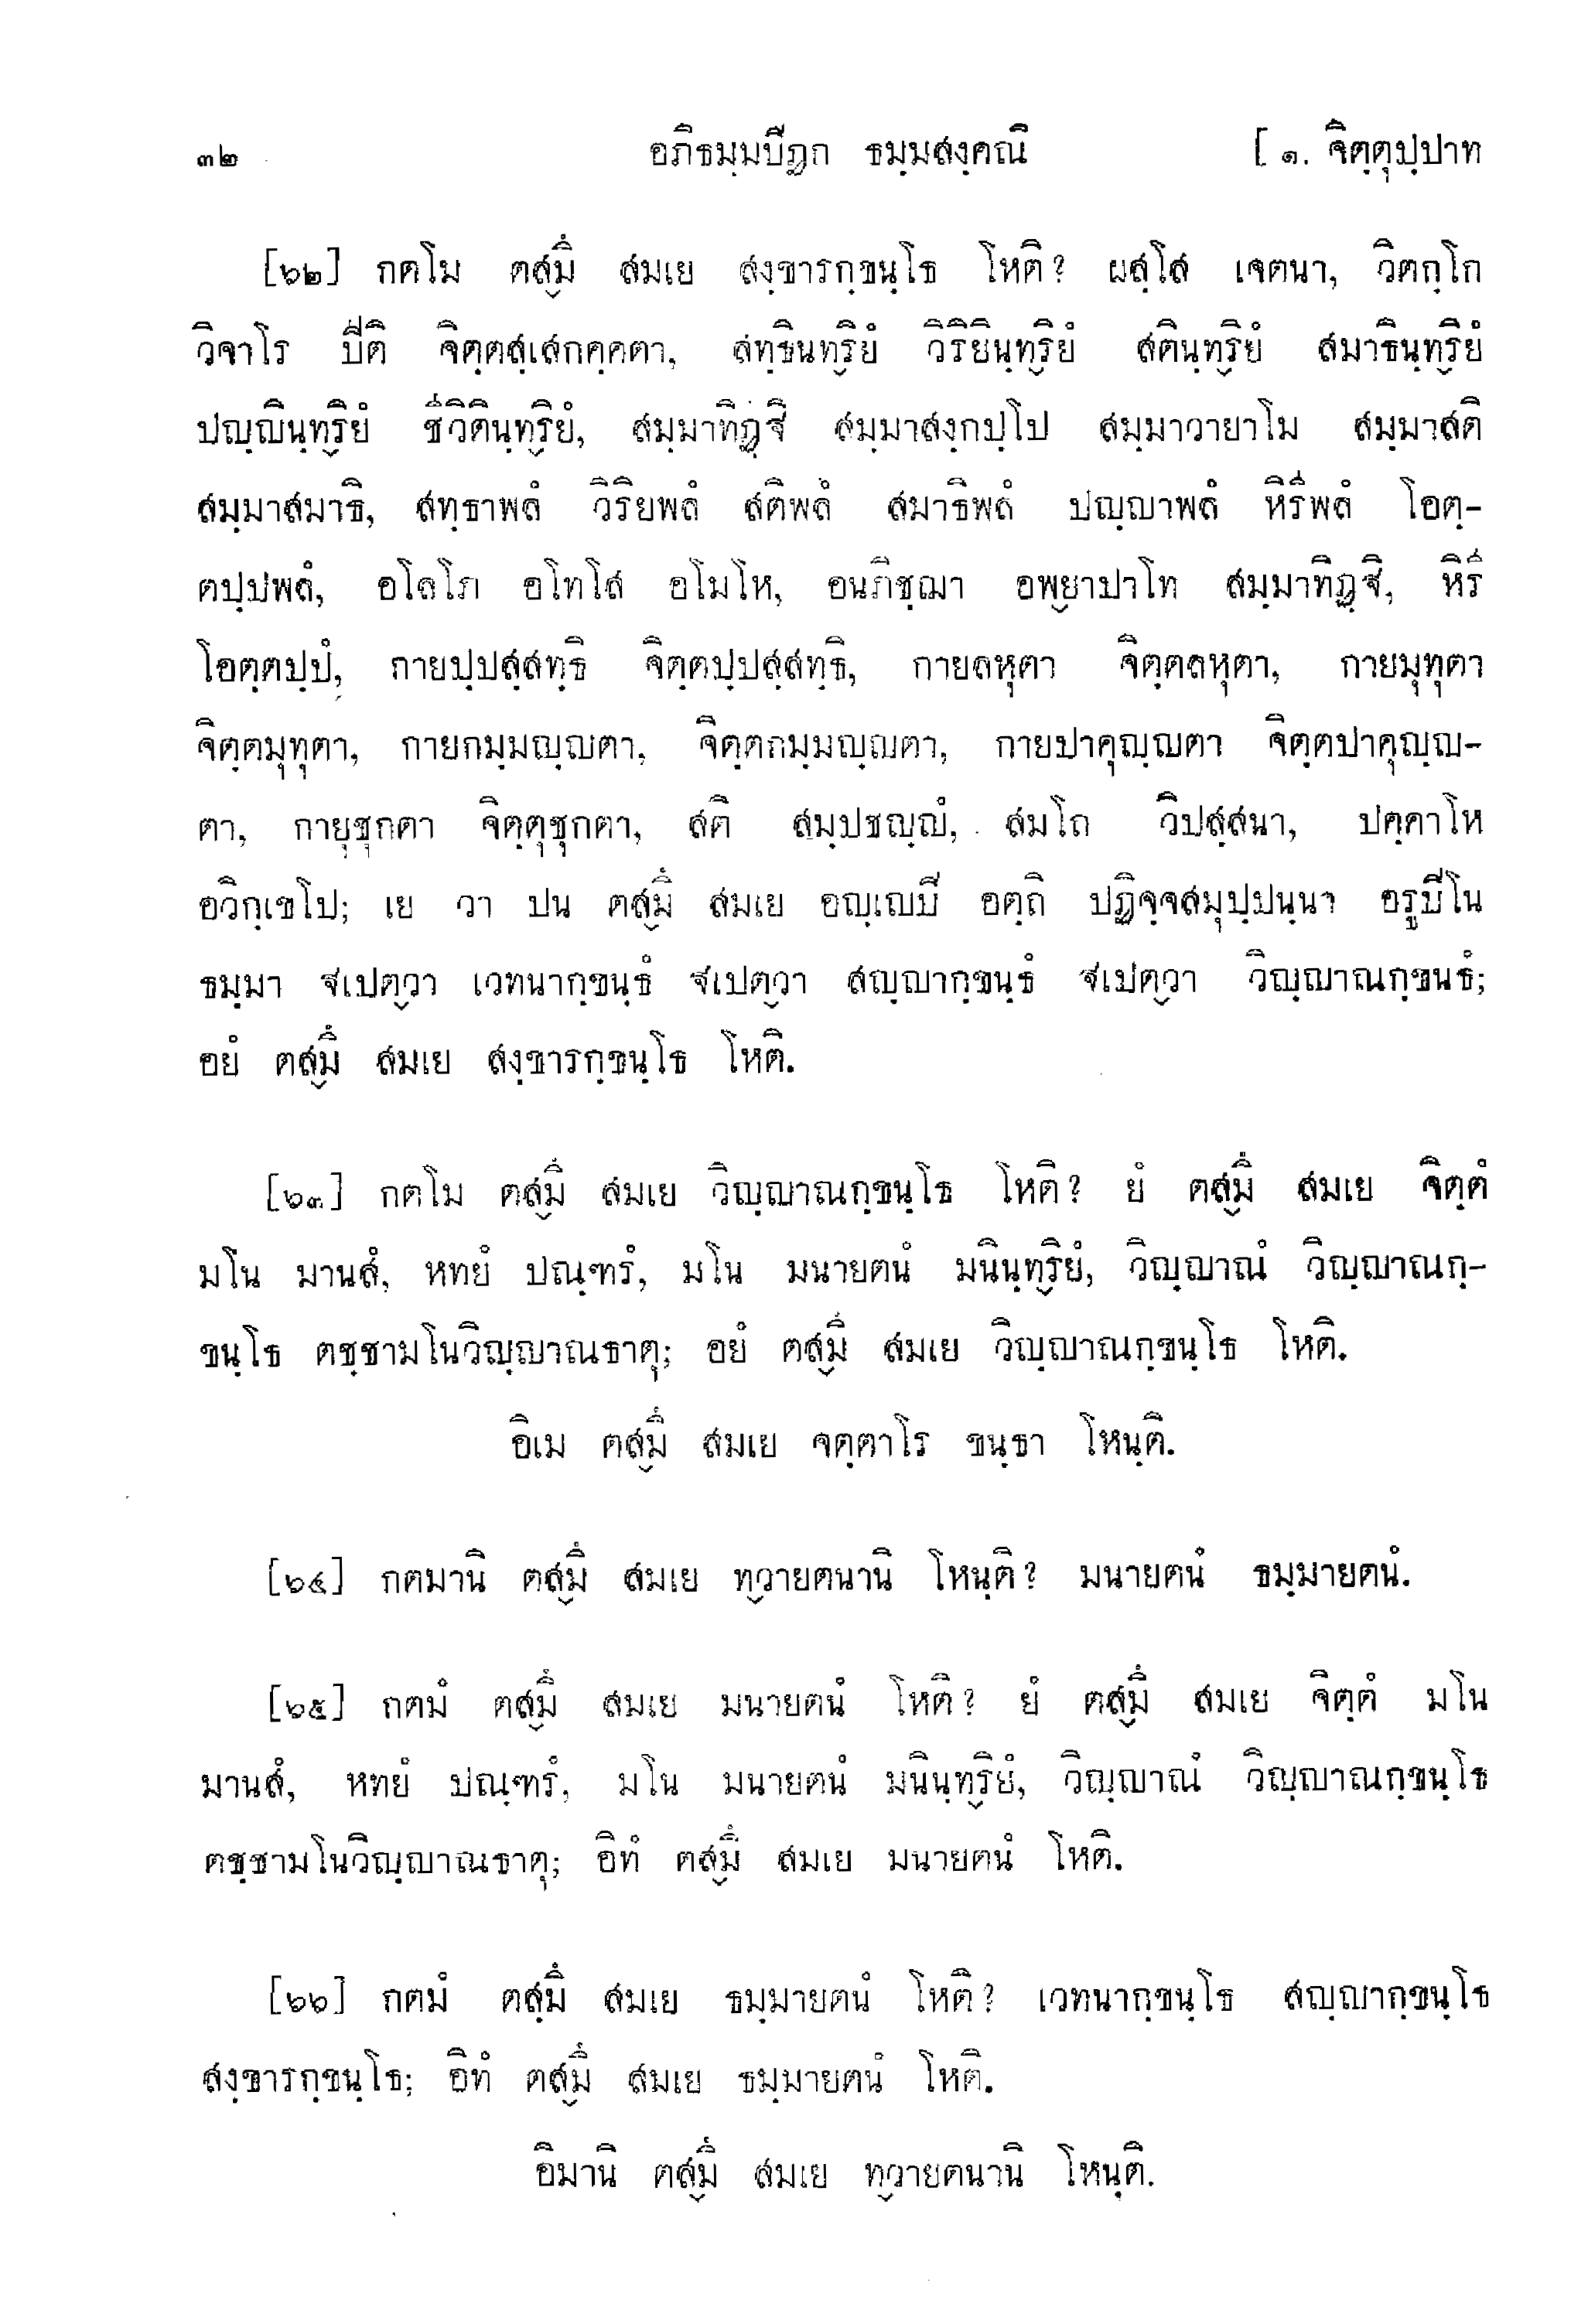 ๓๒ อภิธมฺมปิฏก ธมฺมสงฺคณี [ ๑. จิตฺตุปฺปาท
[๖๒] กตโม ตสฺมึ สมเย สงฺขารกฺขนฺโธ โหติ? ผสฺโส เจตนา, วิตกฺโก
วิจาโร ปีติ จิตฺตสฺเสกคฺคตา, สทฺธินฺทฺริยํ วิริยินฺทฺริยํ สตินฺทฺริยํ สมาธินฺทฺริยํ
ปญฺญินฺทฺริยํ ชีวิตินฺทฺริยํ, สมฺมาทิฏฺฐิ สมฺมาสงฺกปฺโป สมฺมาวายาโม สมฺมาสติ
สมฺมาสมาธิ, สทฺธาพลํ วิริยพลํ สติพลํ สมาธิพลํ ปญฺญาพลํ หิรีพลํ โอตฺ-
ตปฺปพลํ, อโลโภ อโทโส อโมโห, อนภิชฺฌา อพฺยาปาโท สมฺมาทิฏฺฐิ, หิรี
โอตฺตปฺปํ, กายปฺปสฺสทฺธิ จิตฺตปฺปสฺสทฺธิ, กายลหุตา จิตฺตลหุตา, กายมุทุตา
จิตฺตมุทุตา, กายกมฺมญฺญตา, จิตฺตกมฺมญฺญตา, กายปาคุญฺญตา จิตฺตปาคุญฺญ-
ตา, กายุชุกตา จิตฺตุชุกตา, สติ สมฺปชญฺญํ, สมโถ วิปสฺสนา, ปคฺคาโห
อวิกฺเขโป; เย วา ปน ตสฺมึ สมเย อญฺเญปิ อตฺถิ ปฏิจฺจสมุปฺปนฺนา อรูปิโน
ธมฺมา ฐเปตฺวา เวทนากฺขนฺธํ ฐเปตฺวา สญฺญากฺขนฺธํ ฐเปตฺวา วิญฺญาณกฺขนธํ;
อยํ ตสฺมึ สมเย สงฺขารกฺขนฺโธ โหติ.
[๖๓] กตโม ตสฺมึ สมเย วิญฺญาณกฺขนฺโธ โหติ? ยํ ตสฺมึ สมเย จิตฺตํ
มโน มานสํ, หทยํ ปณฺฑรํ, มโน มนายตนํ มนินฺทฺริยํ, วิญฺญาณํ วิญฺญาณกฺ-
ขนฺโธ ตชฺชามโนวิญฺญาณธาตุ; อยํ ตสฺมึ สมเย วิญฺญาณกฺขนฺโธ โหติ.
อิเม ตสฺมึ สมเย จตฺตาโร ขนฺธา โหนฺติ.
[๖๔] กตมานิ ตสฺมึ สมเย ทฺวายตนานิ โหนฺติ? มนายตนํ ธมฺมายตนํ.
[๖๕] กตมํ ตสฺมึ สมเย มนายตนํ โหติ? ยํ ตสฺมึ สมเย จิตฺตํ มโน
มานสํ, หทยํ ปณฺฑรํ, มโน มนายตนํ มนินฺทฺริยํ, วิญฺญาณํ วิญฺญาณกฺขนฺโธ
ตชฺชามโนวิญฺญาณธาตุ; อิทํ ตสฺมึ สมเย มนายตนํ โหติ.
[๖๖] กตมํ ตสฺมึ สมเย ธมฺมายตนํ โหติ? เวทนากฺขนฺโธ สญฺญากฺขนฺโธ
สงฺขารกฺขนฺโธ; อิทํ ตสฺมึ สมเย ธมฺมายตนํ โหติ.
อิมานิ ตสฺมึ สมเย ทฺวายตนานิ โหนฺติ.